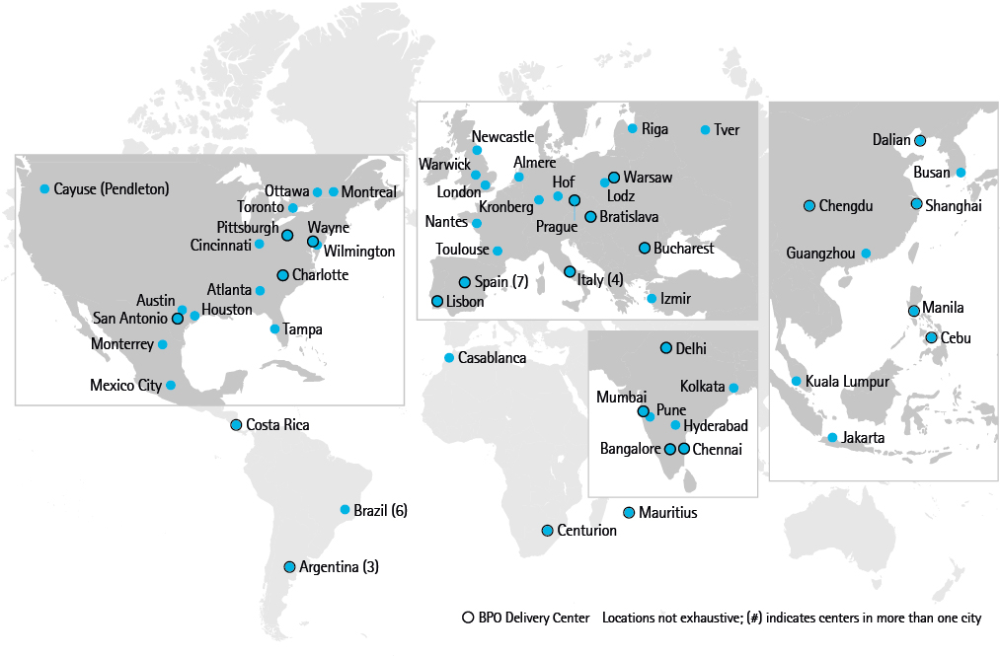 Cayuse (Pendleton)
Ottawa
Montreal
Toronto
Pittsburgh
Wayne
Cincinnati
Wilmington
Charlotte
Atlanta
Austin
Houston
San Antonio
Tampa
Monterrey
Mexico City
Costa Rica
Brazil (6)
Argentina (3)
Newcastle
Riga
Tver
Warwick
Almere
London
Hof
Warsaw
Lodz
Kronberg
Nantes
Prague
Bratislava
Toulouse
Bucharest
Spain (7)
Italy (4)
Lisbon
Izmir
Casablanca
Delhi
Kolkata
Mumbai
Pune
Hyderabad
Bangalore
Chennai
Mauritius
Centurion
Dalian
Busan
Chengdu
Shanghai
Guangzhou
Manila
Cebu
Kuala Lumpur
Jakarta
BPO Delivery Center Locations not exhaustive; (#) indicates centers in more than one city